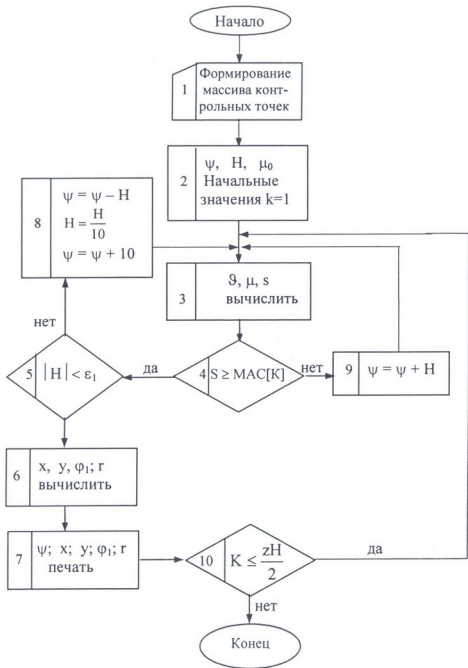 Начало
1
Формирование
массива конт-
рольных точек
2
ψ, H, μ₀
Начальные
значения k=1
8
ψ = ψ – H
H = H/10
ψ = ψ + 10
3
ϑ, μ, s
вычислить
нет
5 |H| < ε₁
да
4 S ≥ МАС[К]
нет
9 ψ = ψ + H
6
x, y, φ₁; r
вычислить
7
ψ; x; y; φ₁; r
печать
10 K ≤ zH/2
да
нет
Конец